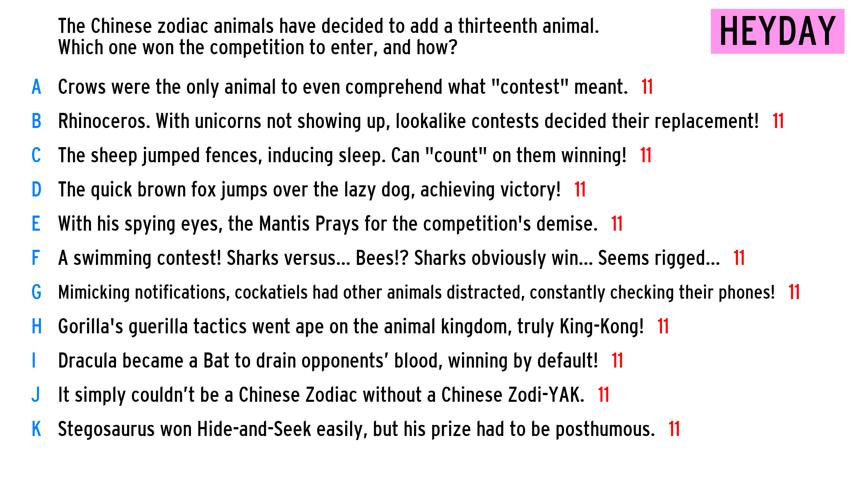 The Chinese zodiac animals have decided to add a thirteenth animal.
Which one won the competition to enter, and how?
HEYDAY
A Crows were the only animal to even comprehend what "contest" meant. 11
B Rhinoceros. With unicorns not showing up, lookalike contests decided their replacement! 11
C The sheep jumped fences, inducing sleep. Can "count" on them winning! 11
D The quick brown fox jumps over the lazy dog, achieving victory! 11
E With his spying eyes, the Mantis Prays for the competition's demise. 11
F A swimming contest! Sharks versus... Bees!? Sharks obviously win... Seems rigged... 11
G Mimicking notifications, cockatiels had other animals distracted, constantly checking their phones! 11
H Gorilla's guerilla tactics went ape on the animal kingdom, truly King-Kong! 11
I Dracula became a Bat to drain opponents’ blood, winning by default! 11
J It simply couldn’t be a Chinese Zodiac without a Chinese Zodi-YAK. 11
K Stegosaurus won Hide-and-Seek easily, but his prize had to be posthumous. 11